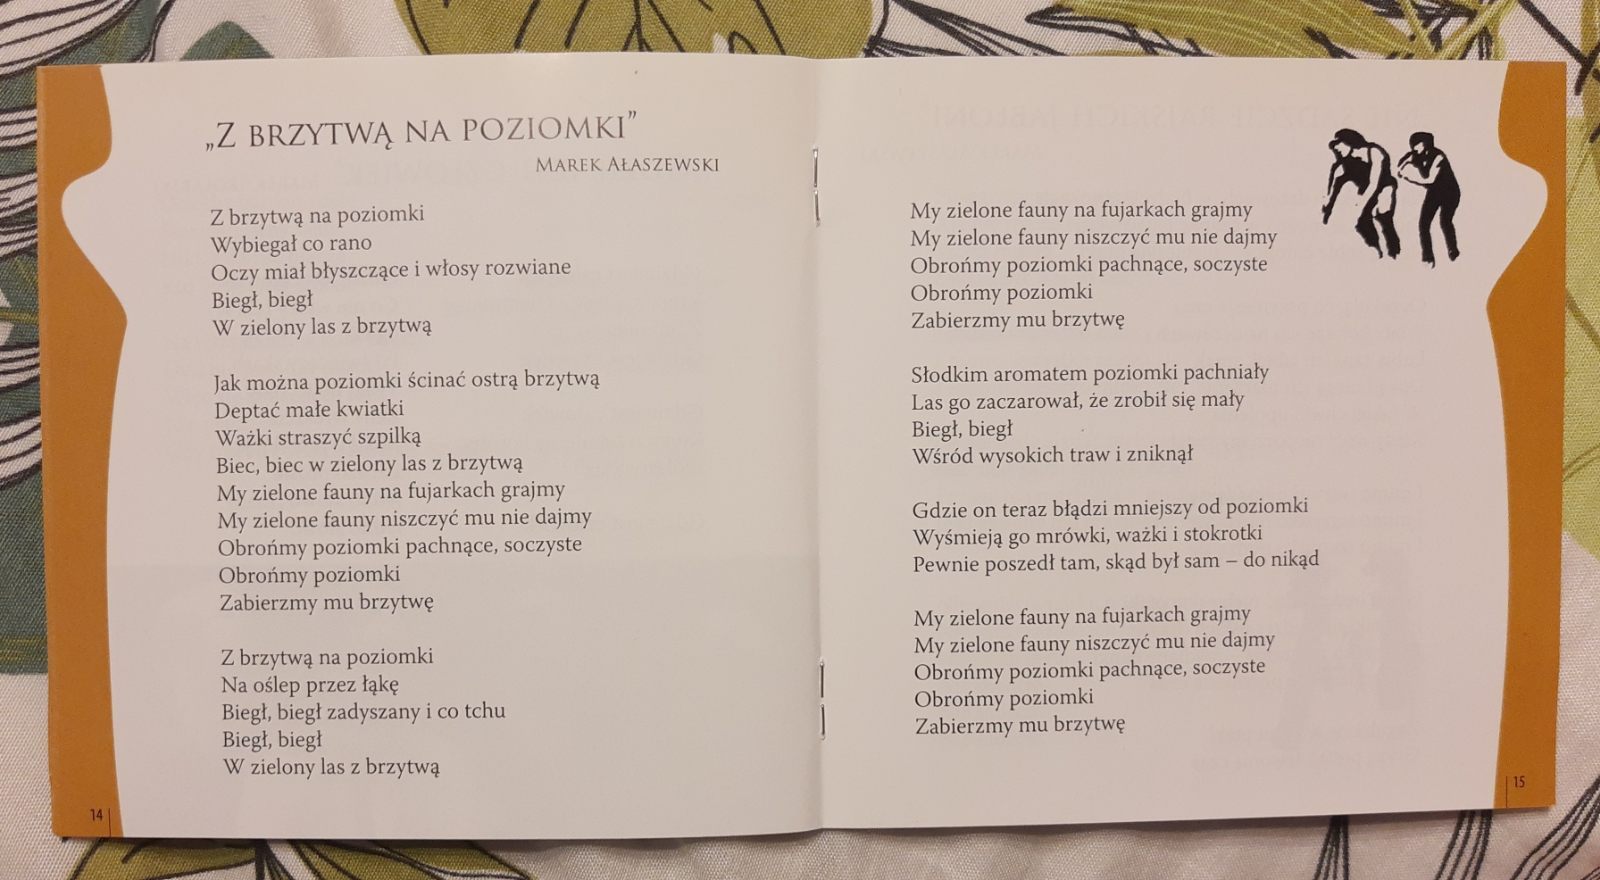 „Z BRZYTWĄ NA POZIOMKI”
MAREK AŁASZEWSKI
Z brzytwą na poziomki
Wybiegał co rano
Oczy miał błyszczące i włosy rozwiane
Biegł, biegł
W zielony las z brzytwą
Jak można poziomki ścinać ostrą brzytwą
Deptać małe kwiatki
Ważki straszyć szpilką
Biec, biec w zielony las z brzytwą
My zielone fauny na fujarkach grajmy
My zielone fauny niszczyć mu nie dajmy
Obrońmy poziomki pachnące, soczyste
Obrońmy poziomki
Zabierzmy mu brzytwę
Z brzytwą na poziomki
Na oślep przez łąkę
Biegł, biegł zadyszany i co tchu
Biegł, biegł
W zielony las z brzytwą
14
My zielone fauny na fujarkach grajmy
My zielone fauny niszczyć mu nie dajmy
Obrońmy poziomki pachnące, soczyste
Obrońmy poziomki
Zabierzmy mu brzytwę
Słodkim aromatem poziomki pachniały
Las go zaczarował, że zrobił się mały
Biegł, biegł
Wśród wysokich traw i zniknął
Gdzie on teraz błądzi mniejszy od poziomki
Wyśmieją go mrówki, ważki i stokrotki
Pewnie poszedł tam, skąd był sam – do nikąd
My zielone fauny na fujarkach grajmy
My zielone fauny niszczyć mu nie dajmy
Obrońmy poziomki pachnące, soczyste
Obrońmy poziomki
Zabierzmy mu brzytwę
15